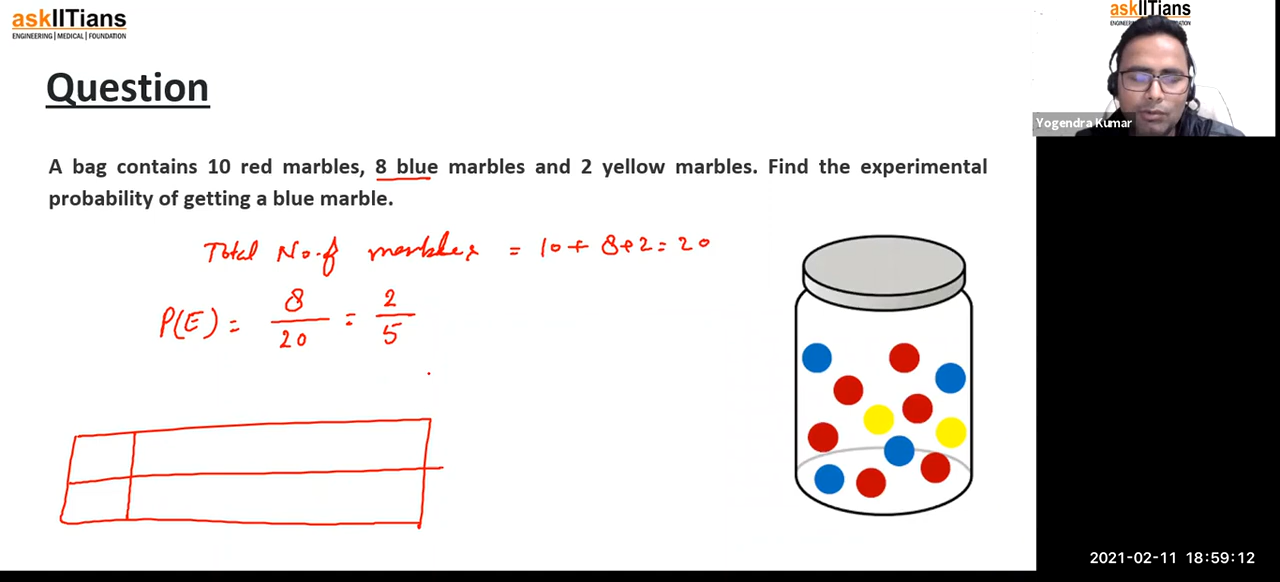 askIITians
ENGINEERING | MEDICAL | FOUNDATION
askIITians
Question
Yogendra Kumar
A bag contains 10 red marbles, 8 blue marbles and 2 yellow marbles. Find the experimental
probability of getting a blue marble.
Total No. of marbles = 10 + 8+2 = 20
P(E) = 8/20 = 2/5
2021-02-11 18:59:12